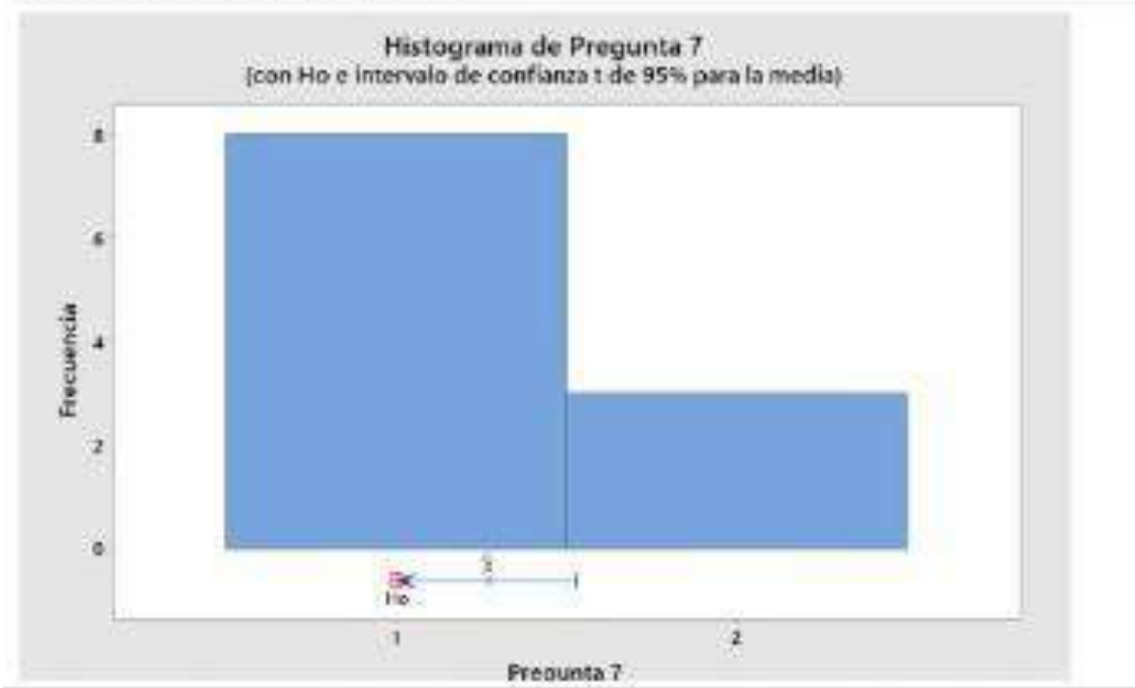 Histograma de Pregunta 7
(con Ho e intervalo de confianza t de 95% para la media)
Frecuencia
8
6
4
2
0
Ho
1
2
Pregunta 7